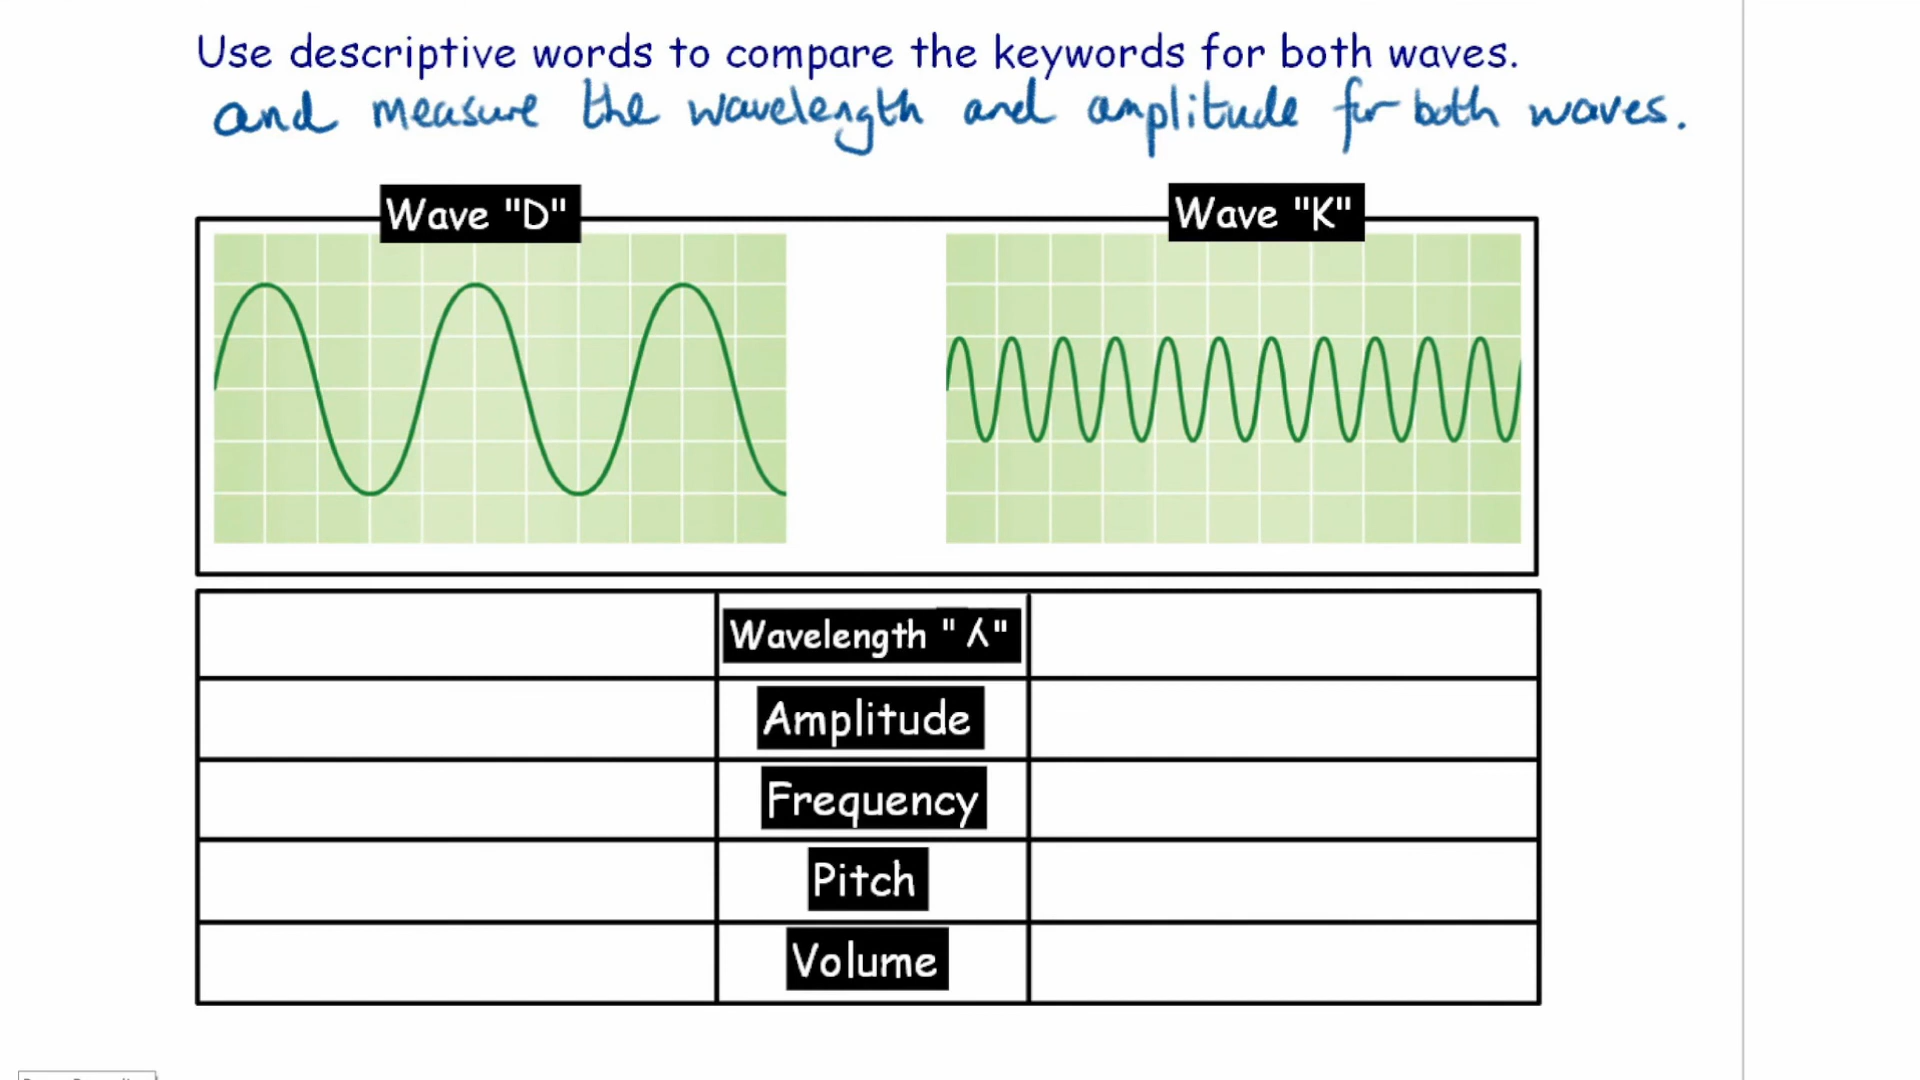 Use descriptive words to compare the keywords for both waves.
and measure the wavelength and amplitude for both waves.
Wave "D"
Wave "K"
Wavelength "⅄"
Amplitude
Frequency
Pitch
Volume